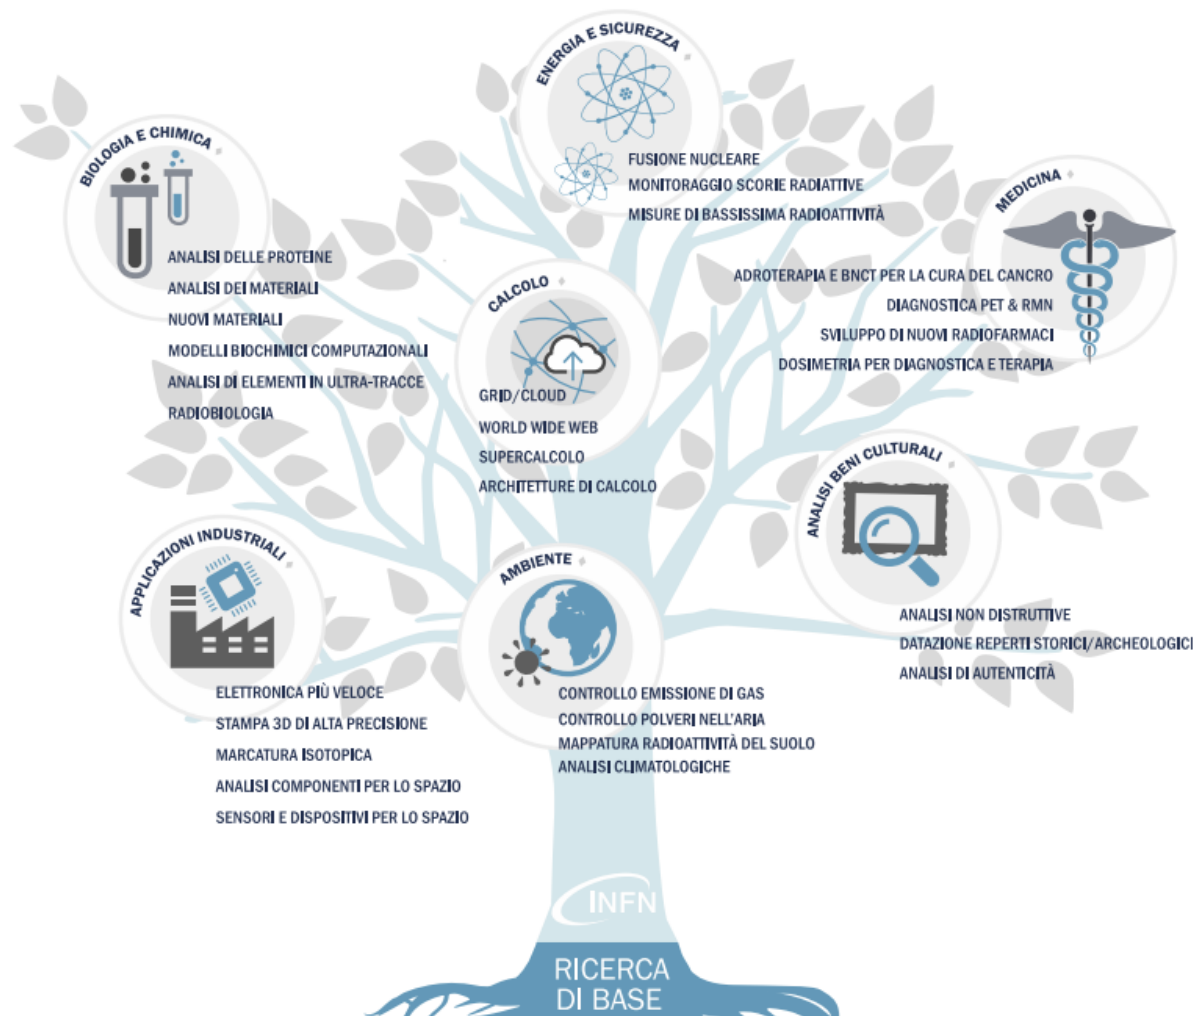 ENERGIA E SICUREZZA
FUSIONE NUCLEARE
MONITORAGGIO SCORIE RADIATTIVE
MISURE DI BASSISSIMA RADIOATTIVITÀ
BIOLOGIA E CHIMICA
ANALISI DELLE PROTEINE
ANALISI DEI MATERIALI
NUOVI MATERIALI
MODELLI BIOCHIMICI COMPUTAZIONALI
ANALISI DI ELEMENTI IN ULTRA-TRACCE
RADIOBIOLOGIA
MEDICINA
ADROTERAPIA E BNCT PER LA CURA DEL CANCRO
DIAGNOSTICA PET & RMN
SVILUPPO DI NUOVI RADIOFARMACI
DOSIMETRIA PER DIAGNOSTICA E TERAPIA
CALCOLO
GRID/CLOUD
WORLD WIDE WEB
SUPERCALCOLO
ARCHITETTURE DI CALCOLO
ANALISI BENI CULTURALI
ANALISI NON DISTRUTTIVE
DATAZIONE REPERTI STORICI/ARCHEOLOGICI
ANALISI DI AUTENTICITÀ
APPLICAZIONI INDUSTRIALI
ELETTRONICA PIÙ VELOCE
STAMPA 3D DI ALTA PRECISIONE
MARCATURA ISOTOPICA
ANALISI COMPONENTI PER LO SPAZIO
SENSORI E DISPOSITIVI PER LO SPAZIO
AMBIENTE
CONTROLLO EMISSIONE DI GAS
CONTROLLO POLVERI NELL'ARIA
MAPPATURA RADIOATTIVITÀ DEL SUOLO
ANALISI CLIMATOLOGICHE
INFN
RICERCA
DI BASE